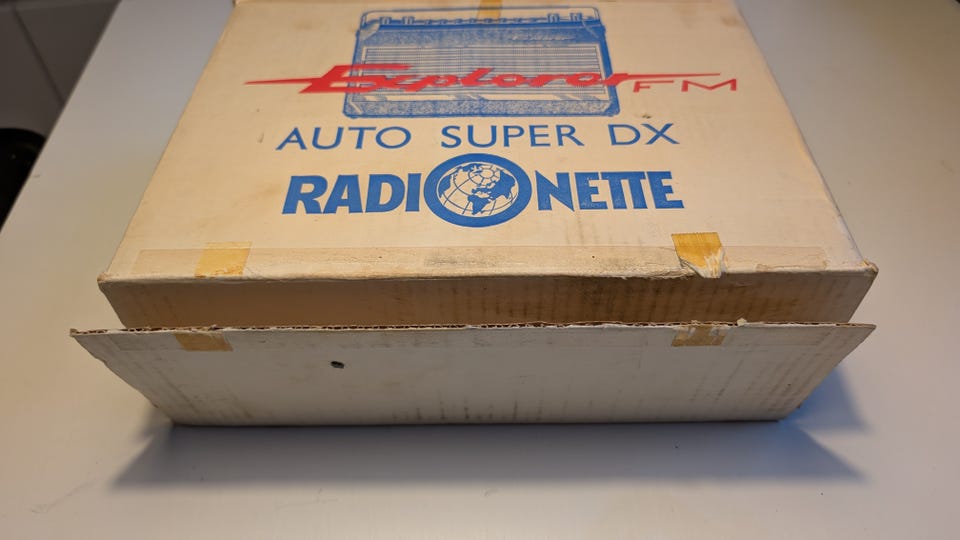 Explorer FM
AUTO SUPER DX
RADIONETTE